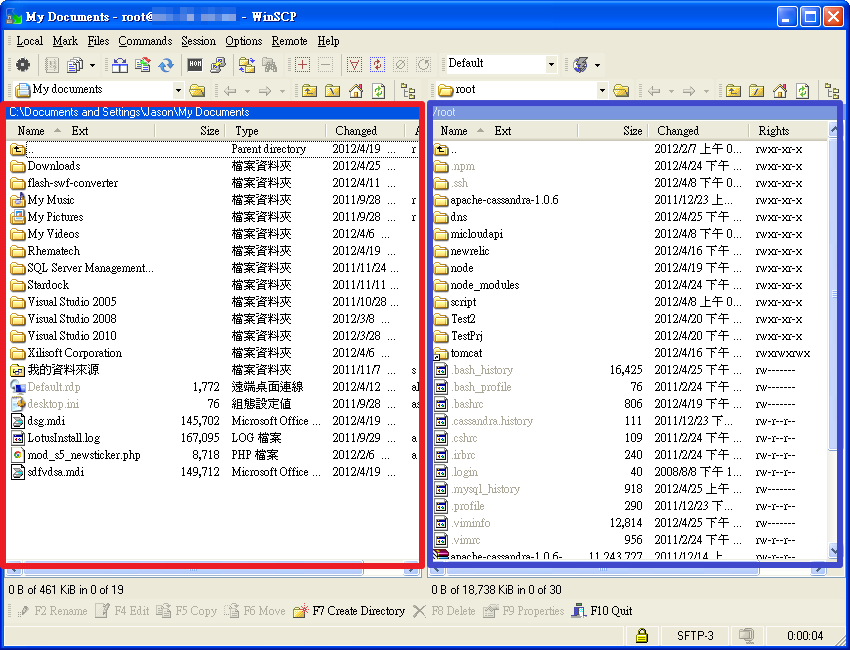 My Documents - root@ - WinSCP
Local Mark Files Commands Session Options Remote Help
Default
My documents root
C:\Documents and Settings\Jason\My Documents
Name Ext Size Type Changed A
.. Parent directory 2012/4/19 ... r
Downloads 檔案資料夾 2012/4/25 ...
flash-swf-converter 檔案資料夾 2012/4/11 ...
My Music 檔案資料夾 2011/9/28 ... r
My Pictures 檔案資料夾 2011/9/28 ... r
My Videos 檔案資料夾 2012/4/6 ...
Rhematech 檔案資料夾 2012/4/19 ...
SQL Server Management... 檔案資料夾 2011/11/24 ...
Stardock 檔案資料夾 2011/11/11 ...
Visual Studio 2005 檔案資料夾 2011/10/28 ...
Visual Studio 2008 檔案資料夾 2012/3/8 ...
Visual Studio 2010 檔案資料夾 2012/3/28 ...
Xilisoft Corporation 檔案資料夾 2012/4/6 ...
我的資料來源 檔案資料夾 2011/11/7 ... s
Default.rdp 1,772 遠端桌面連線 2012/4/12 ... al
desktop.ini 76 組態設定值 2011/9/28 ... as
dsg.mdi 145,702 Microsoft Office ... 2012/4/19 ...
LotusInstall.log 167,095 LOG 檔案 2011/9/29 ... a
mod_s5_newsticker.php 8,718 PHP 檔案 2012/2/6 ... a
sdfvdsa.mdi 149,712 Microsoft Office ... 2012/4/19 ...
/root
Name Ext Size Changed Rights
.. 2012/2/7 上午 0... rwxr-xr-x
.npm 2012/4/24 下午 ... rwxr-xr-x
.ssh 2012/4/8 下午 0... rwxr-xr-x
apache-cassandra-1.0.6 2011/12/23 上... rwxr-xr-x
dns 2012/4/25 下午 ... rwxr-xr-x
micloudapi 2012/4/8 下午 0... rwxr-xr-x
newrelic 2012/4/16 下午 ... rwxr-xr-x
node 2012/4/19 下午 ... rwxr-xr-x
node_modules 2012/4/24 下午 ... rwxr-xr-x
script 2012/4/8 上午 0... rwxr-xr-x
Test2 2012/4/20 下午 ... rwxr-xr-x
TestPrj 2012/4/20 下午 ... rwxr-xr-x
tomcat 2012/4/16 下午 ... rwxrwxrwx
.bash_history 16,425 2012/4/25 下午 ... rw-------
.bash_profile 76 2011/2/24 下午 ... rw-------
.bashrc 806 2012/4/19 下午 ... rw-------
.cassandra.history 111 2011/12/23 下... rw-r--r--
.cshrc 109 2011/2/24 下午 ... rw-r--r--
.irbrc 240 2011/2/24 下午 ... rw-r--r--
.login 40 2008/8/8 下午 1... rw-r--r--
.mysql_history 918 2012/4/25 上午 ... rw-------
.profile 290 2011/12/23 下... rw-r--r--
.viminfo 12,814 2012/4/25 下午 ... rw-------
.vimrc 956 2011/2/24 下午 ... rw-r--r--
apache-cassandra-1.0.6- 11,243,727 2011/12/14 上... rw-r--r--
0 B of 461 KiB in 0 of 19
0 B of 18,738 KiB in 0 of 30
F2 Rename F4 Edit F5 Copy F6 Move F7 Create Directory F8 Delete F9 Properties F10 Quit
SFTP-3 0:00:04